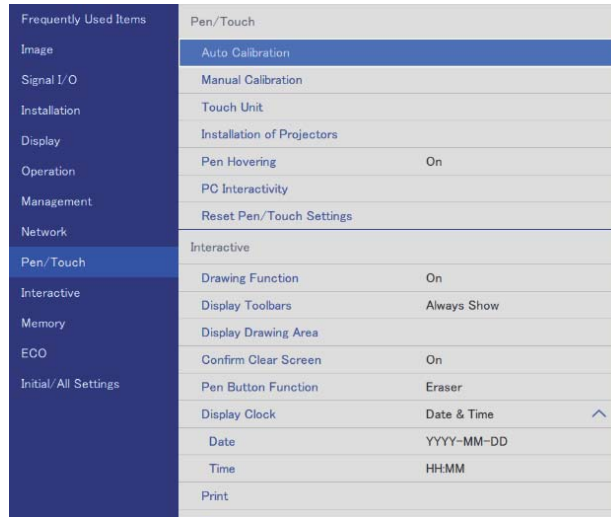 Frequently Used Items
Image
Signal I/O
Installation
Display
Operation
Management
Network
Pen/Touch
Interactive
Memory
ECO
Initial/All Settings
Pen/Touch
Auto Calibration
Manual Calibration
Touch Unit
Installation of Projectors
Pen Hovering On
PC Interactivity
Reset Pen/Touch Settings
Interactive
Drawing Function On
Display Toolbars Always Show
Display Drawing Area
Confirm Clear Screen On
Pen Button Function Eraser
Display Clock Date & Time
Date YYYY-MM-DD
Time HH:MM
Print